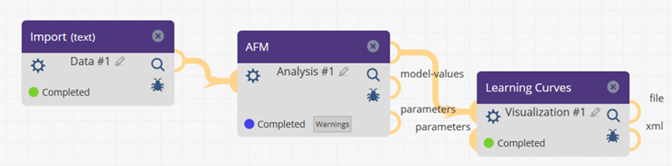 Import (text)
Data #1
Completed
AFM
Analysis #1
Completed
Warnings
model-values
parameters
parameters
Learning Curves
Visualization #1
Completed
file
xml